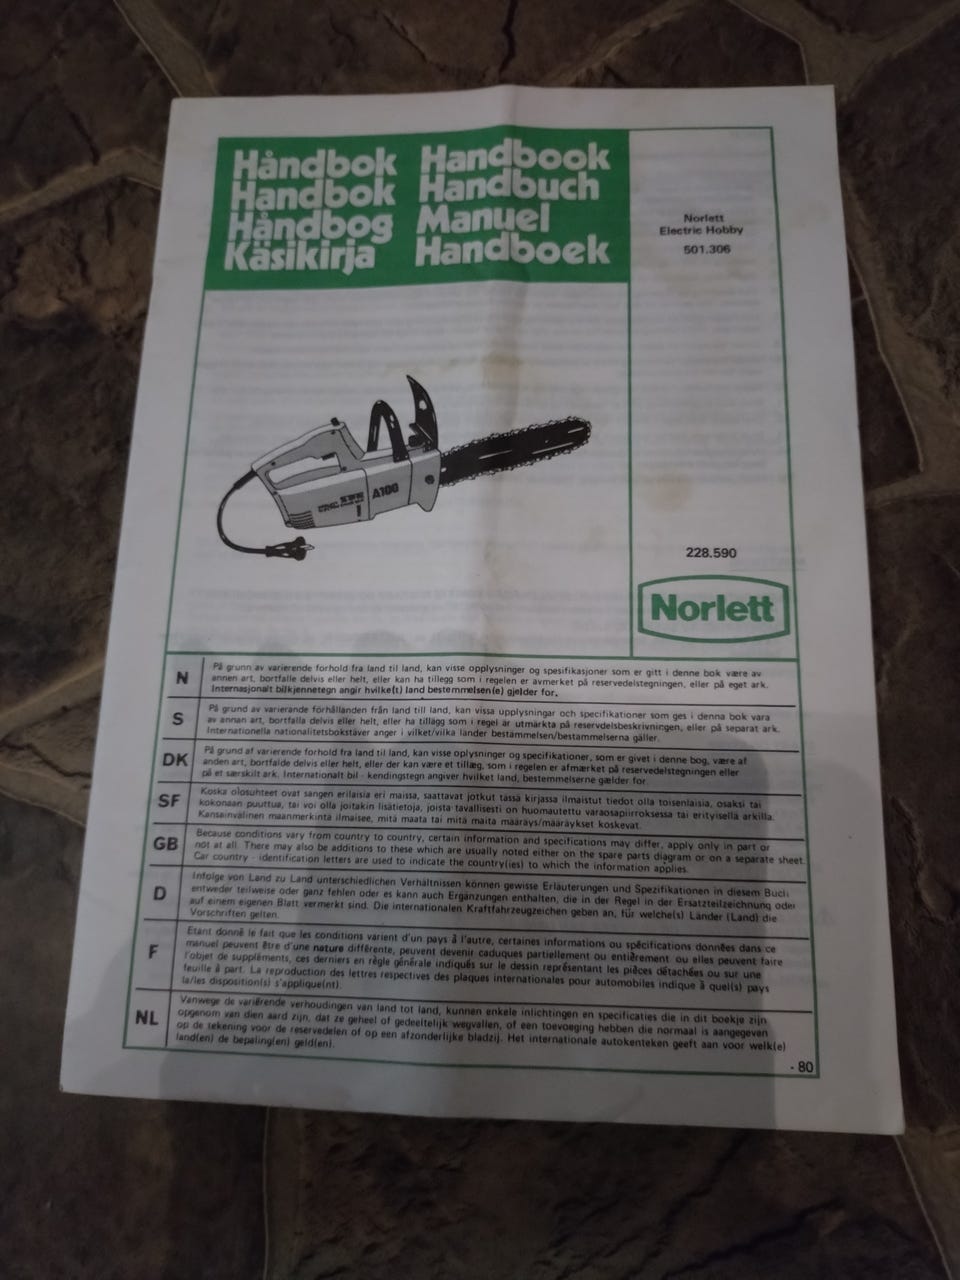 Håndbok
Handbok
Håndbog
Käsikirja
Handbook
Handbuch
Manuel
Handboek
Norlett
Electric Hobby
501.306
A100
228.590
Norlett
N
På grunn av varierende forhold fra land til land, kan visse opplysninger og spesifikasjoner som er gitt i denne bok være av
annen art, bortfalle delvis eller helt, eller kan ha tillegg som i regelen er avmerket på reservedelstegningen, eller på eget ark.
Internasjonalt bilkjennetegn angir hvilke(t) land bestemmelsen(e) gjelder for.
S
På grund av varierande förhållanden från land till land, kan vissa upplysningar och specifikationer som ges i denna bok vara
av annan art, bortfalla delvis eller helt, eller ha tillägg som i regel är utmärkta på reservdelsbeskrivningen, eller på separat ark.
Internationella nationalitetsbokstäver anger i vilket/vilka länder bestämmelsen/bestämmelserna gäller.
DK
På grund af varierende forhold fra land til land, kan visse oplysninger og specifikationer, som er givet i denne bog, være af
anden art, bortfalde delvis eller helt, eller der kan være et tillæg, som i regelen er afmærket på reservedelstegningen eller
på et særskilt ark. Internationalt bil - kendingstegn angiver hvilket land, bestemmelserne gælder for.
SF
Koska olosuhteet ovat sangen erilaisia eri maissa, saattavat jotkut tässä kirjassa ilmaistut tiedot olla toisenlaisia, osaksi tai
kokonaan puuttua, tai voi olla joitakin lisätietoja, joista tavallisesti on huomautettu varaosapiirroksessa tai erityisellä arkilla.
Kansainvälinen maanmerkintä ilmaisee, mitä maata tai mitä maita määräys/määräykset koskevat.
GB
Because conditions vary from country to country, certain information and specifications may differ, apply only in part or
not at all. There may also be additions to these which are usually noted either on the spare parts diagram or on a separate sheet.
Car country - identification letters are used to indicate the country(ies) to which the information applies.
D
Infolge von Land zu Land unterschiedlichen Verhältnissen können gewisse Erläuterungen und Spezifikationen in diesem Buch
entweder teilweise oder ganz fehlen oder es kann auch Ergänzungen enthalten, die in der Regel in der Ersatzteilzeichnung oder
auf einem eigenen Blatt vermerkt sind. Die internationalen Kraftfahrzeugzeichen geben an, für welche(s) Länder (Land) die
Vorschriften gelten.
F
Etant donné le fait que les conditions varient d'un pays à l'autre, certaines informations ou spécifications données dans ce
manuel peuvent être d'une nature différente, peuvent devenir caduques partiellement ou entièrement ou elles peuvent faire
l'objet de suppléments, ces derniers en règle générale indiqués sur le dessin représentant les pièces détachées ou sur une
feuille à part. La reproduction des lettres respectives des plaques internationales pour automobiles indique à quel(s) pays
la/les disposition(s) s'applique(nt).
NL
Vanwege de variërende verhoudingen van land tot land, kunnen enkele inlichtingen en specificaties die in dit boekje zijn
opgenom van dien aard zijn, dat ze geheel of gedeeltelijk wegvallen, of een toevoeging hebben die normaal is aangegeven
op de tekening voor de reservedelen of op een afzonderlijke bladzij. Het internationale autokenteken geeft aan voor welk(e)
land(en) de bepaling(en) geld(en).
- 80